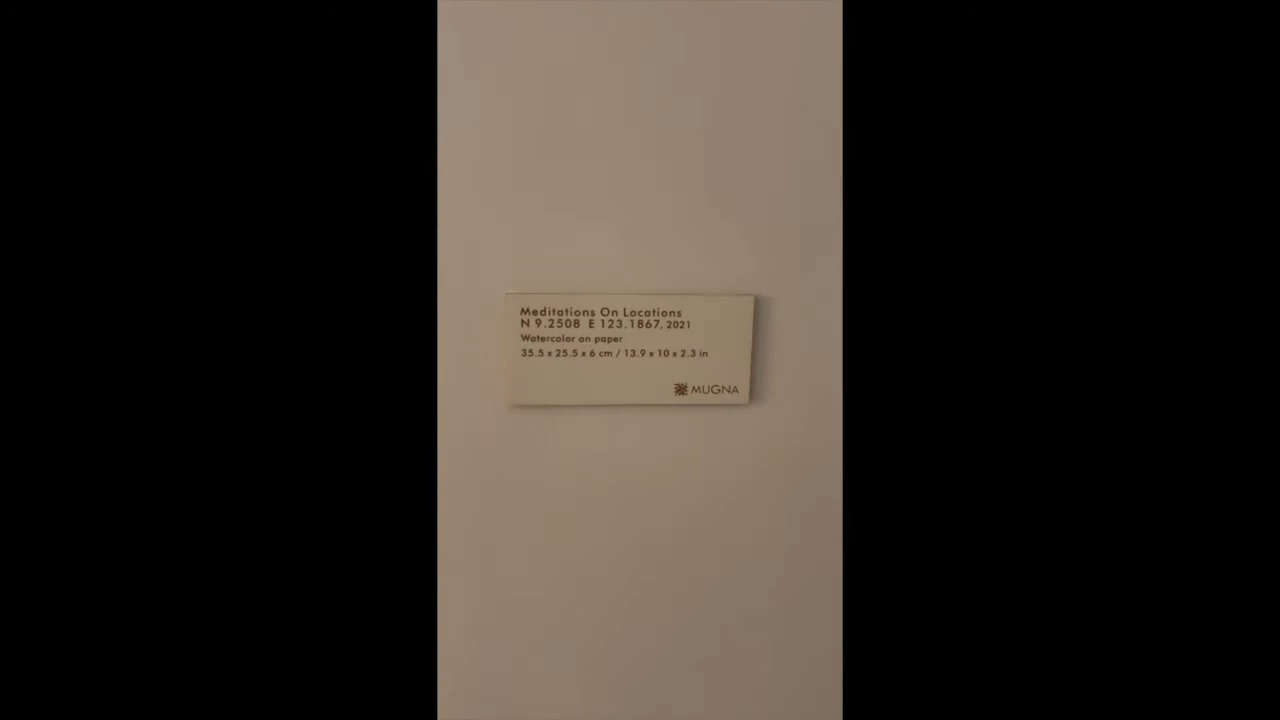 Meditations On Locations
N 9.2508 E 123.1867, 2021
Watercolor on paper
35.5 x 25.5 x 6 cm / 13.9 x 10 x 2.3 in
MUGNA